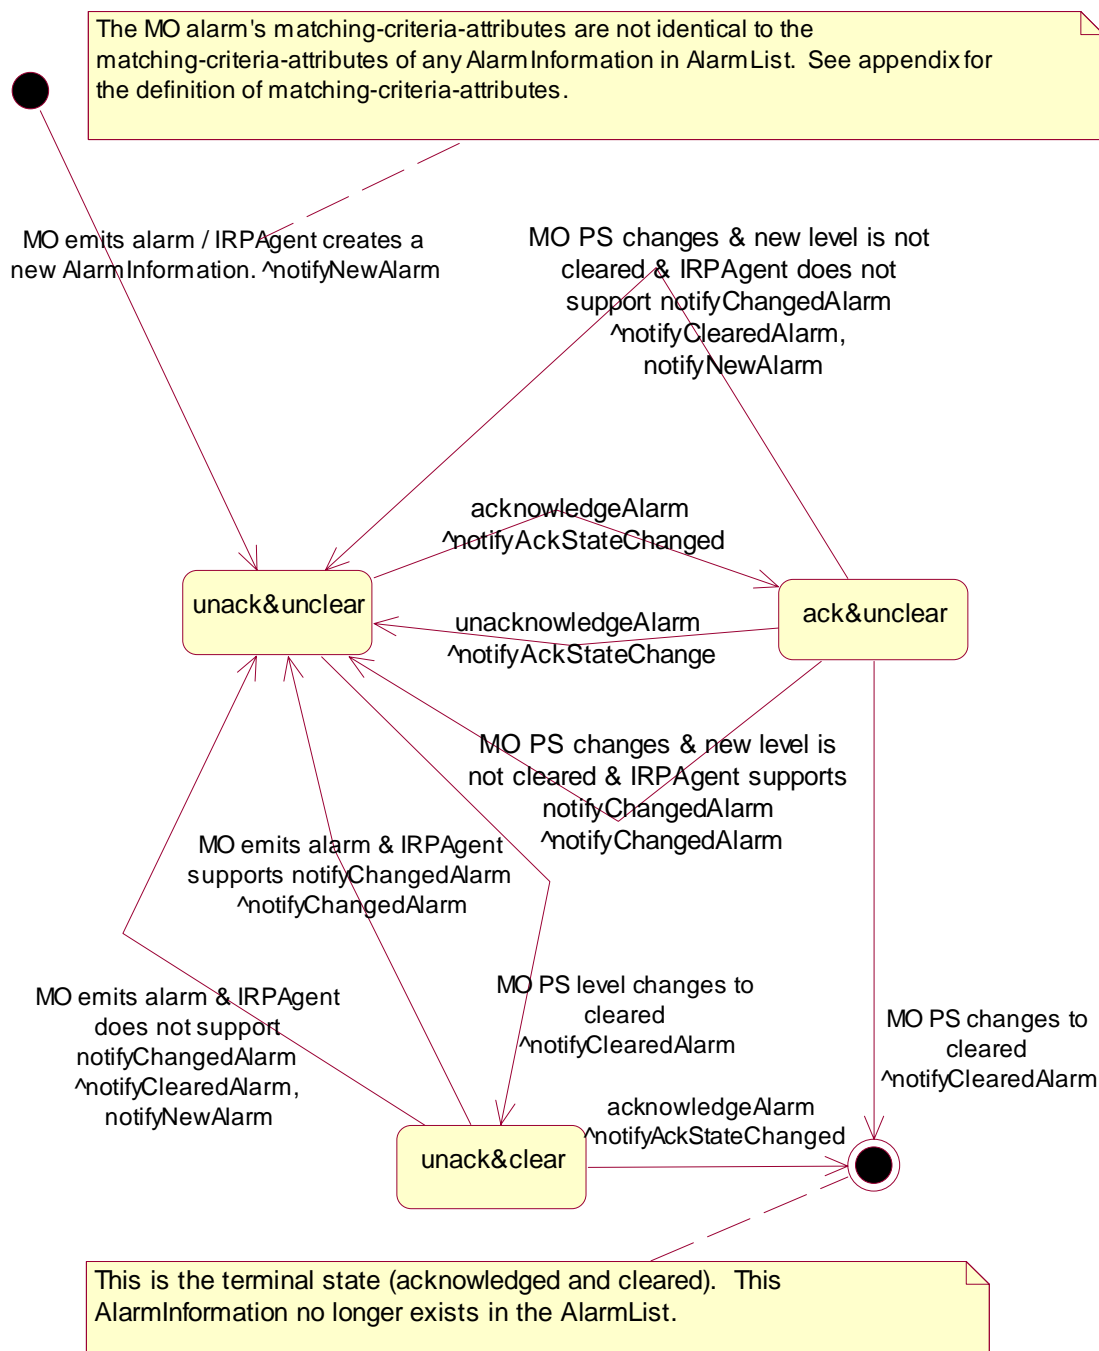 The MO alarm's matching-criteria-attributes are not identical to the
matching-criteria-attributes of any AlarmInformation in AlarmList.  See appendix for
the definition of matching-criteria-attributes.
MO emits alarm / IRPAgent creates a
new AlarmInformation. ^notifyNewAlarm
MO PS changes & new level is not
cleared & IRPAgent does not
support notifyChangedAlarm
^notifyClearedAlarm,
notifyNewAlarm
acknowledgeAlarm
^notifyAckStateChanged
unack&unclear
ack&unclear
unacknowledgeAlarm
^notifyAckStateChange
MO PS changes & new level is
not cleared & IRPAgent supports
notifyChangedAlarm
^notifyChangedAlarm
MO emits alarm & IRPAgent
supports notifyChangedAlarm
^notifyChangedAlarm
MO emits alarm & IRPAgent
does not support
notifyChangedAlarm
^notifyClearedAlarm,
notifyNewAlarm
MO PS level changes to
cleared
^notifyClearedAlarm
MO PS changes to
cleared
^notifyClearedAlarm
acknowledgeAlarm
^notifyAckStateChanged
unack&clear
This is the terminal state (acknowledged and cleared).  This
AlarmInformation no longer exists in the AlarmList.